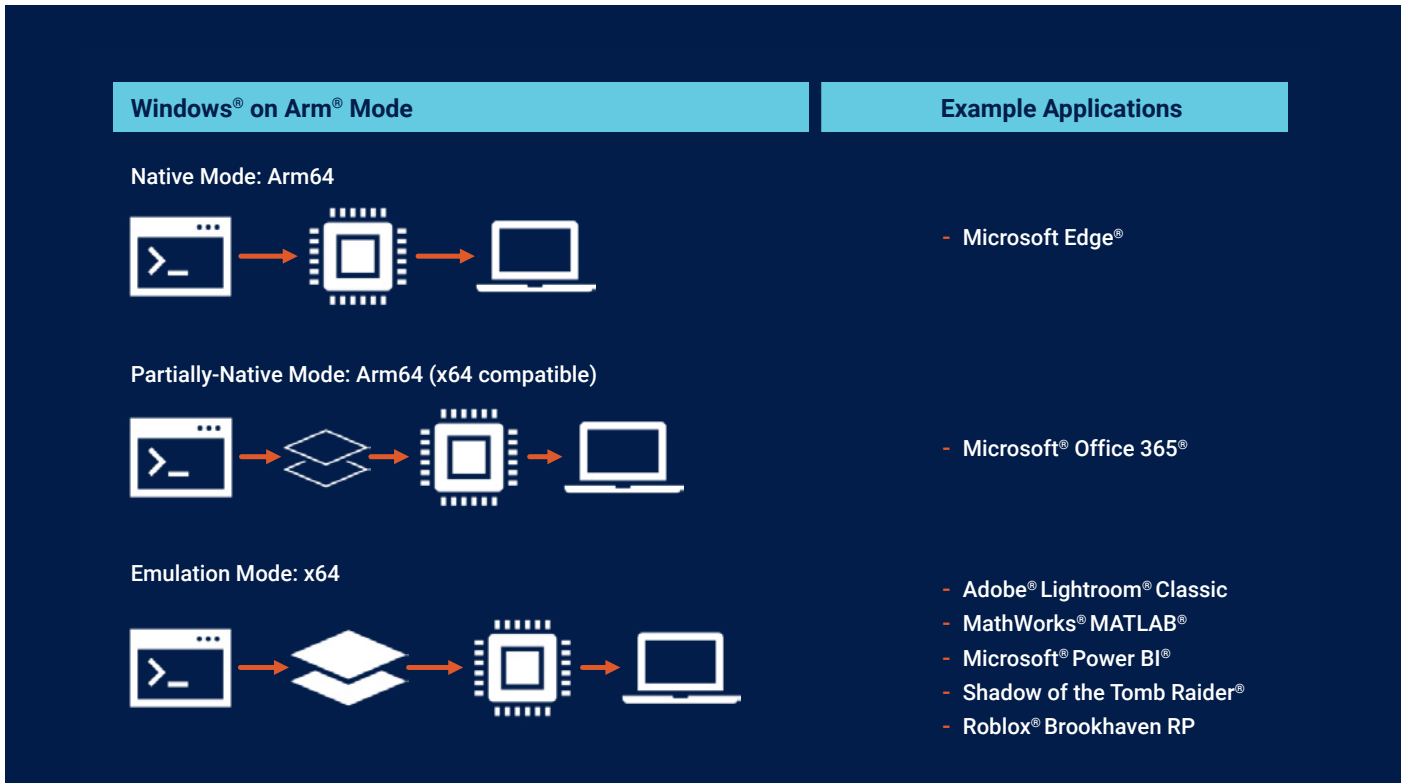 Windows® on Arm® Mode
Example Applications
Native Mode: Arm64
- Microsoft Edge®
Partially-Native Mode: Arm64 (x64 compatible)
- Microsoft® Office 365®
Emulation Mode: x64
- Adobe® Lightroom® Classic
- MathWorks® MATLAB®
- Microsoft® Power BI®
- Shadow of the Tomb Raider®
- Roblox® Brookhaven RP